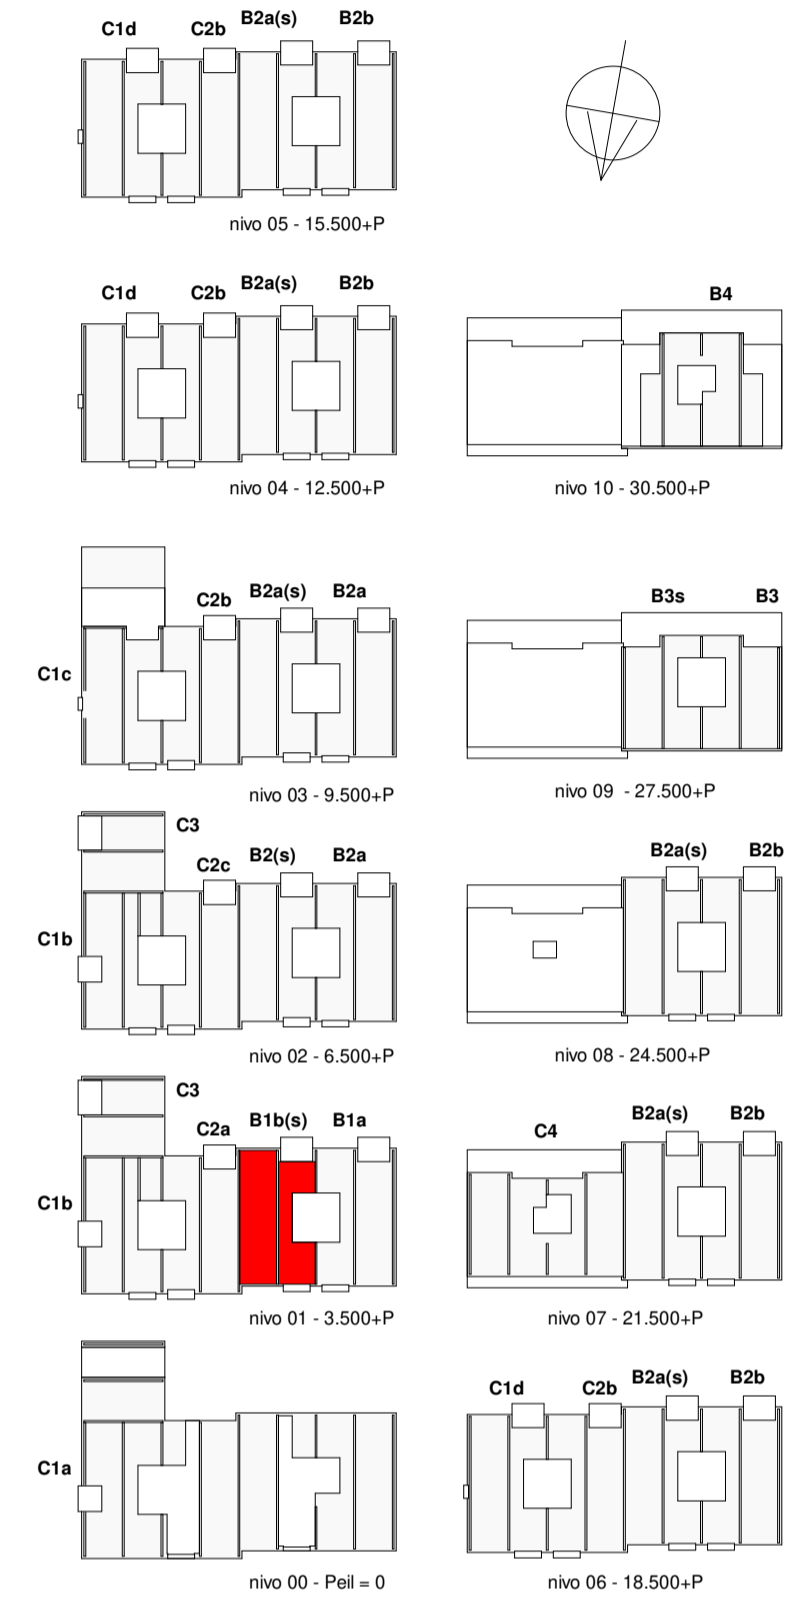 C1d C2b B2a(s) B2b
nivo 05 - 15.500+P
C1d C2b B2a(s) B2b
nivo 04 - 12.500+P
B4
nivo 10 - 30.500+P
C1c C2b B2a(s) B2a
nivo 03 - 9.500+P
B3s B3
nivo 09 - 27.500+P
C3
C1b C2c B2(s) B2a
nivo 02 - 6.500+P
B2a(s) B2b
nivo 08 - 24.500+P
C3
C1b C2a B1b(s) B1a
nivo 01 - 3.500+P
C4 B2a(s) B2b
nivo 07 - 21.500+P
C1a
nivo 00 - Peil = 0
C1d C2b B2a(s) B2b
nivo 06 - 18.500+P